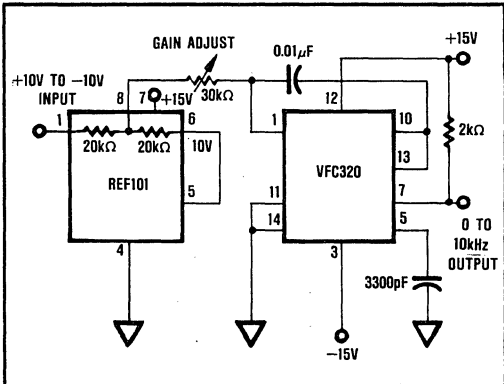 GAIN ADJUST
0.01µF
+15V
+10V TO −10V
INPUT
8
7
+15V
30kΩ
12
1
6
1
10
20kΩ
20kΩ
10V
2kΩ
REF101
5
VFC320
13
11
7
14
5
0 TO
10kHz
OUTPUT
4
3
3300pF
−15V